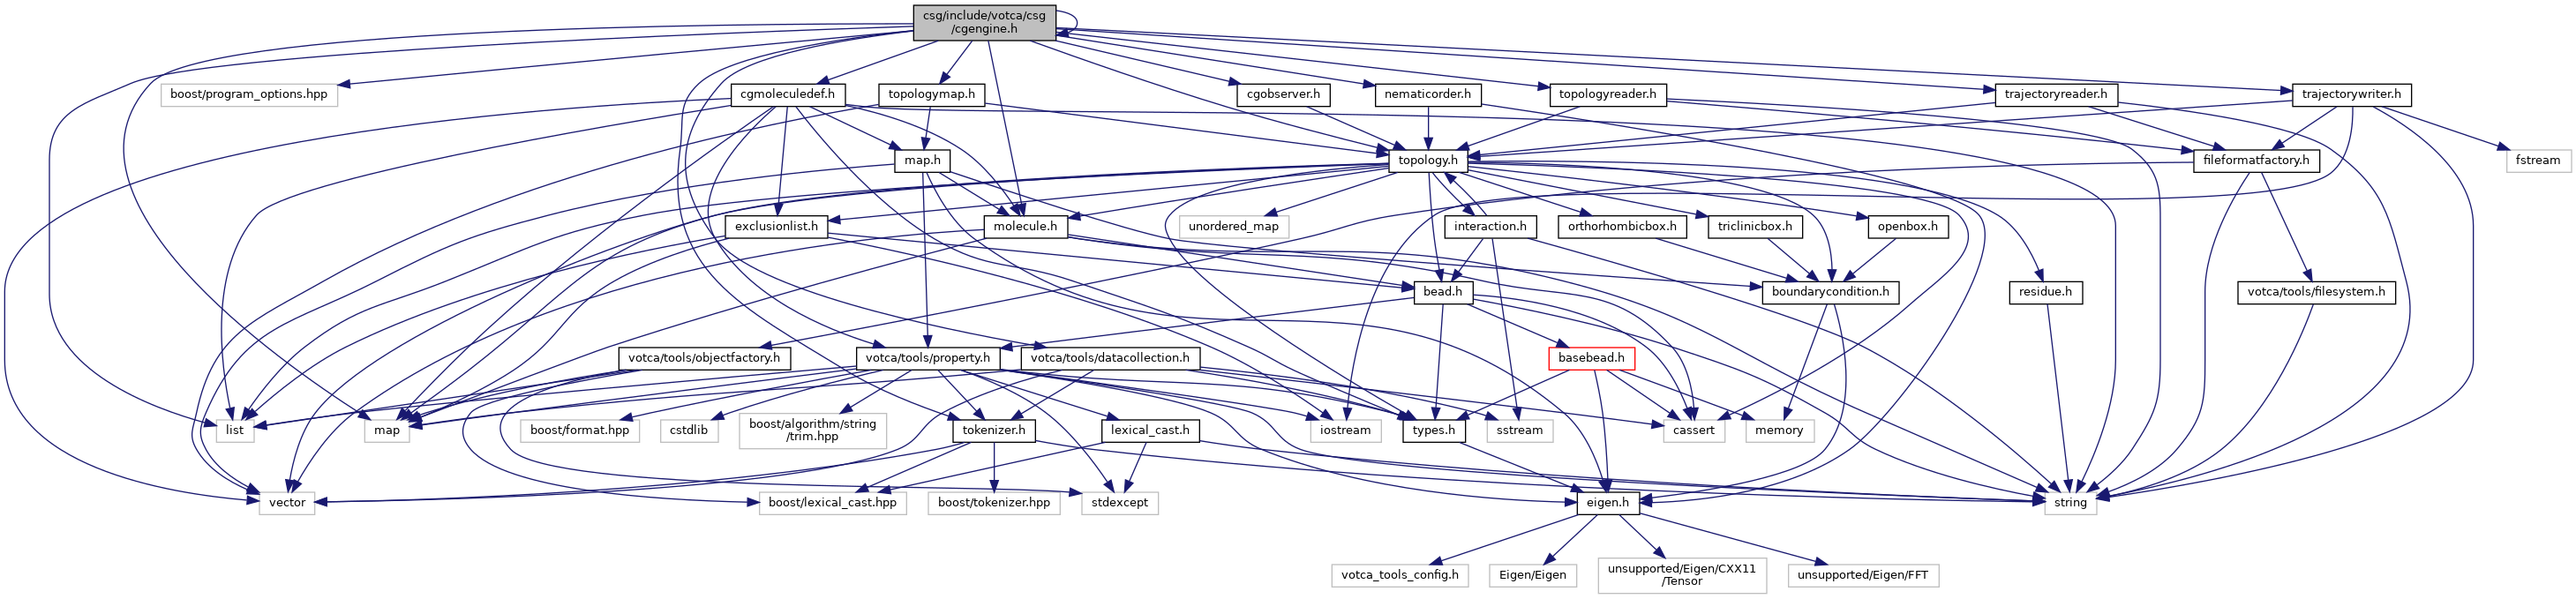 csg/include/votca/csg
/cgengine.h
boost/program_options.hpp
cgmoleculedef.h
topologymap.h
cgobserver.h
nematicorder.h
topologyreader.h
trajectoryreader.h
trajectorywriter.h
map.h
topology.h
fileformatfactory.h
fstream
exclusionlist.h
molecule.h
unordered_map
interaction.h
orthorhombicbox.h
triclinicbox.h
openbox.h
bead.h
boundarycondition.h
residue.h
votca/tools/filesystem.h
votca/tools/objectfactory.h
votca/tools/property.h
votca/tools/datacollection.h
basebead.h
list
map
boost/format.hpp
cstdlib
boost/algorithm/string
/trim.hpp
tokenizer.h
lexical_cast.h
iostream
types.h
sstream
cassert
memory
vector
boost/lexical_cast.hpp
boost/tokenizer.hpp
stdexcept
eigen.h
string
votca_tools_config.h
Eigen/Eigen
unsupported/Eigen/CXX11
/Tensor
unsupported/Eigen/FFT